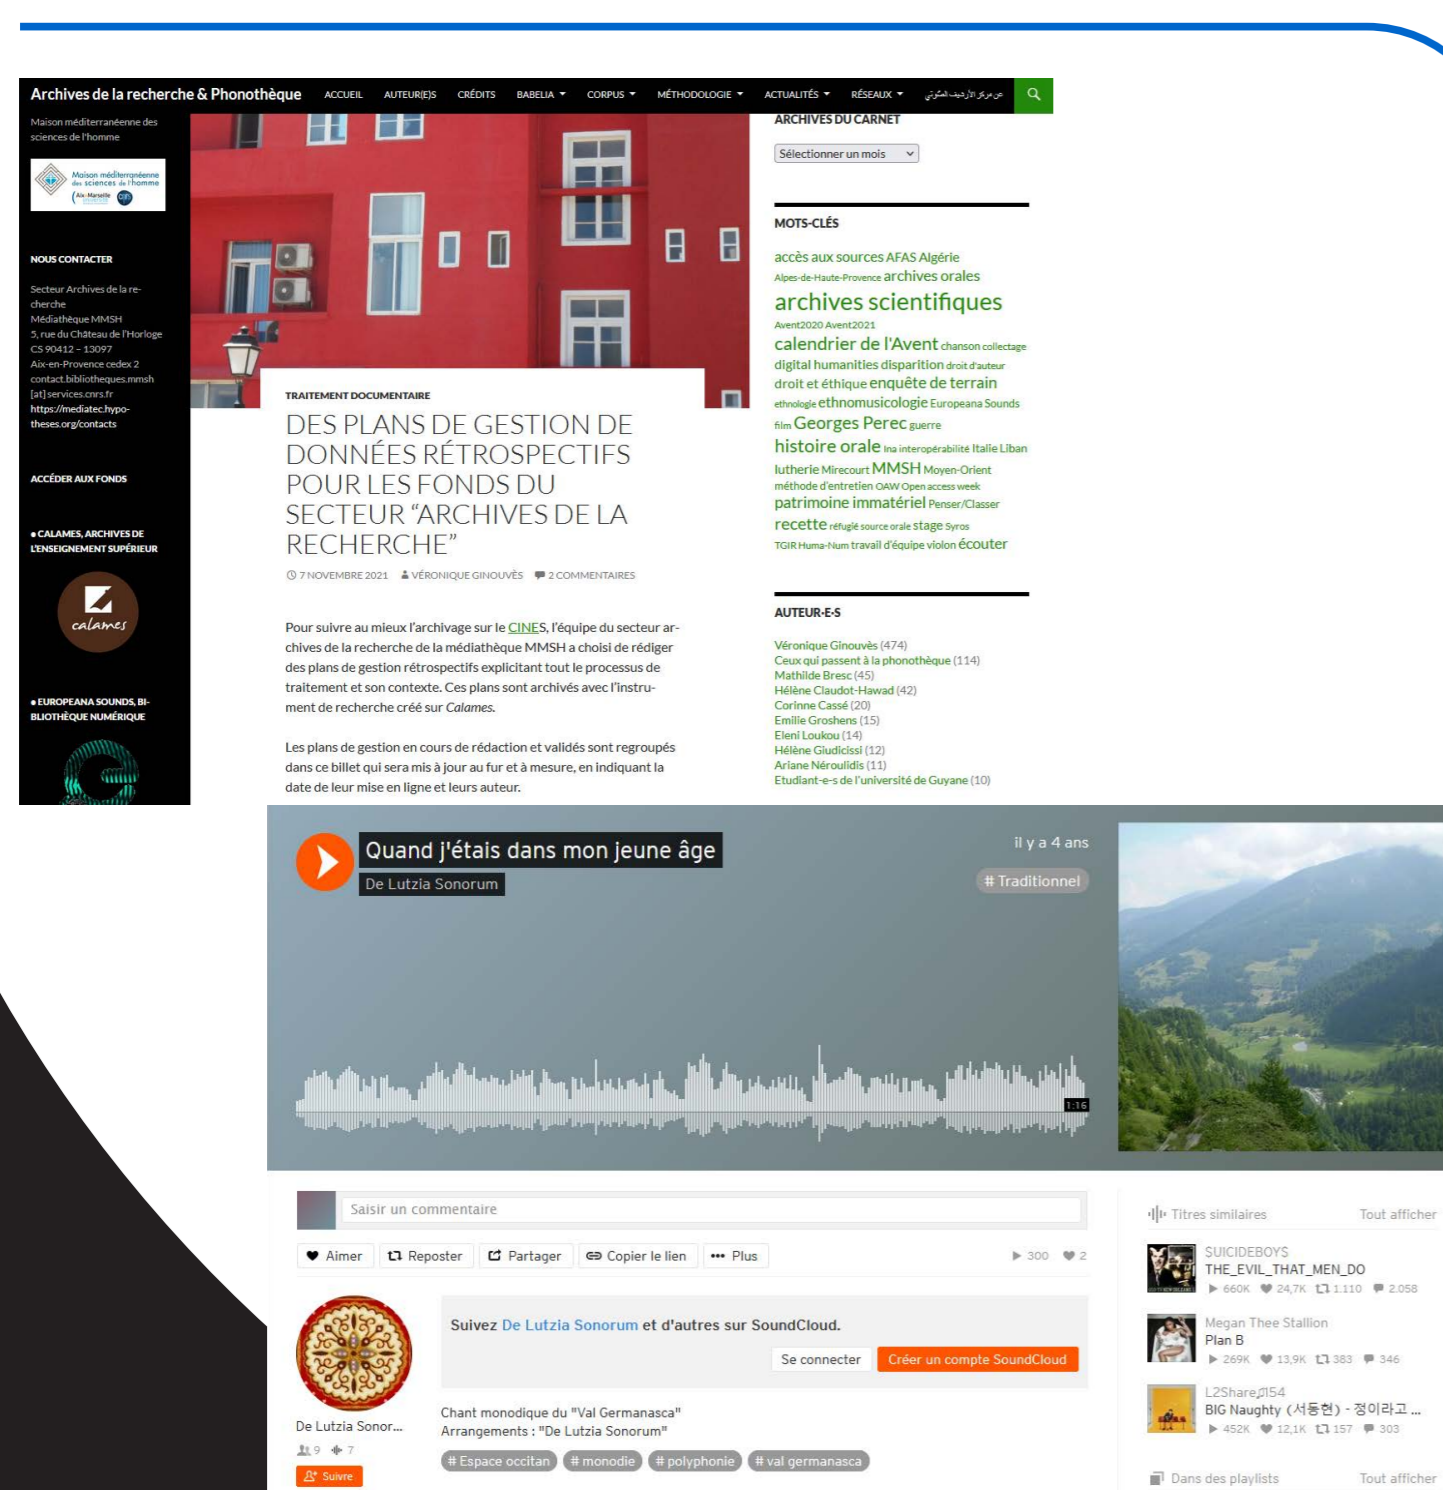 Archives de la recherche & Phonothèque
ACCUEIL AUTEUR(E)S CRÉDITS BABELIA CORPUS MÉTHODOLOGIE ACTUALITÉS RÉSEAUX
Maison méditerranéenne des
sciences de l'homme
Maison méditerranéenne
des sciences de l'homme
Aix-Marseille
NOUS CONTACTER
Secteur Archives de la re-
cherche
Médiathèque MMSH
5, rue du Château de l'Horloge
CS 90412 – 13097
Aix-en-Provence cedex 2
contact.bibliotheques.mmsh
[at] services.cnrs.fr
https://mediatec.hypo-
theses.org/contacts
ACCÉDER AUX FONDS
● CALAMES, ARCHIVES DE
L'ENSEIGNEMENT SUPÉRIEUR
calames
● EUROPEANA SOUNDS, BI-
BLIOTHÈQUE NUMÉRIQUE
TRAITEMENT DOCUMENTAIRE
DES PLANS DE GESTION DE
DONNÉES RÉTROSPECTIFS
POUR LES FONDS DU
SECTEUR “ARCHIVES DE LA
RECHERCHE”
7 NOVEMBRE 2021 VÉRONIQUE GINOUVÈS 2 COMMENTAIRES
Pour suivre au mieux l'archivage sur le CINES, l'équipe du secteur ar-
chives de la recherche de la médiathèque MMSH a choisi de rédiger
des plans de gestion rétrospectifs explicitant tout le processus de
traitement et son contexte. Ces plans sont archivés avec l'instru-
ment de recherche créé sur Calames.
Les plans de gestion en cours de rédaction et validés sont regroupés
dans ce billet qui sera mis à jour au fur et à mesure, en indiquant la
date de leur mise en ligne et leurs auteur.
ARCHIVES DU CARNET
Sélectionner un mois
MOTS-CLÉS
accès aux sources AFAS Algérie
Alpes-de-Haute-Provence archives orales
archives scientifiques
Avent2020 Avent2021
calendrier de l'Avent chanson collectage
digital humanities disparition droit d'auteur
droit et éthique enquête de terrain
ethnologie ethnomusicologie Europeana Sounds
film Georges Perec guerre
histoire orale Ina interopérabilité Italie Liban
lutherie Mirecourt MMSH Moyen-Orient
méthode d'entretien OAW Open access week
patrimoine immatériel Penser/Classer
recette réfugié source orale stage Syros
TGIR Huma-Num travail d'équipe violon écouter
AUTEUR·E·S
Véronique Ginouvès (474)
Ceux qui passent à la phonothèque (114)
Mathilde Bresc (45)
Hélène Claudot-Hawad (42)
Corinne Cassé (20)
Emilie Groshens (15)
Eleni Loukou (14)
Hélène Giudicissi (12)
Ariane Néroulidis (11)
Etudiant-e-s de l'université de Guyane (10)
Quand j'étais dans mon jeune âge
De Lutzia Sonorum
il y a 4 ans
# Traditionnel
1:16
Saisir un commentaire
Aimer Reposter Partager Copier le lien Plus
300 2
De Lutzia Sonor...
9 7
Suivre
Suivez De Lutzia Sonorum et d'autres sur SoundCloud.
Se connecter Créer un compte SoundCloud
Chant monodique du "Val Germanasca"
Arrangements : "De Lutzia Sonorum"
# Espace occitan # monodie # polyphonie # val germanasca
Titres similaires Tout afficher
$UICIDEBOY$
THE_EVIL_THAT_MEN_DO
660K 24,7K 1.110 2.058
Megan Thee Stallion
Plan B
269K 13,9K 383 346
L2Share♫154
BIG Naughty (서동현) - 정이라고 ...
452K 12,1K 157 303
Dans des playlists Tout afficher